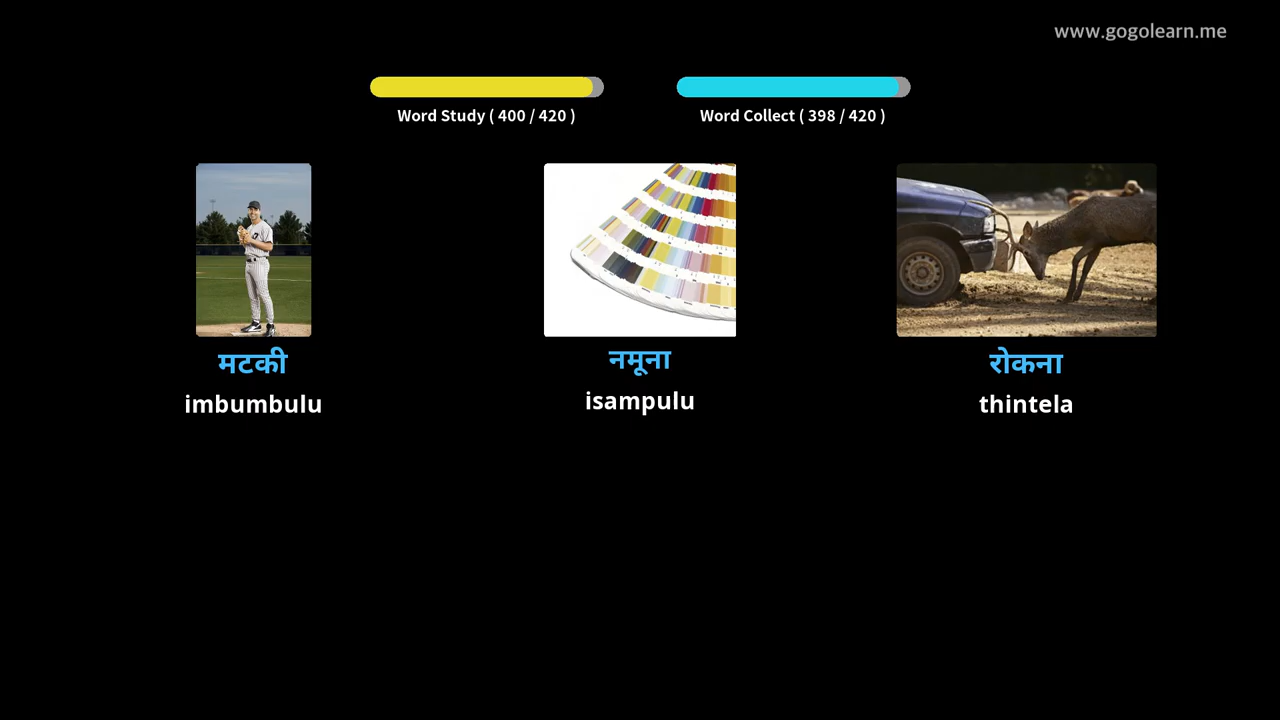 www.gogolearn.me
Word Study ( 400 / 420 )
Word Collect ( 398 / 420 )
मटकी
नमूना
रोकना
imbumbulu
isampulu
thintela